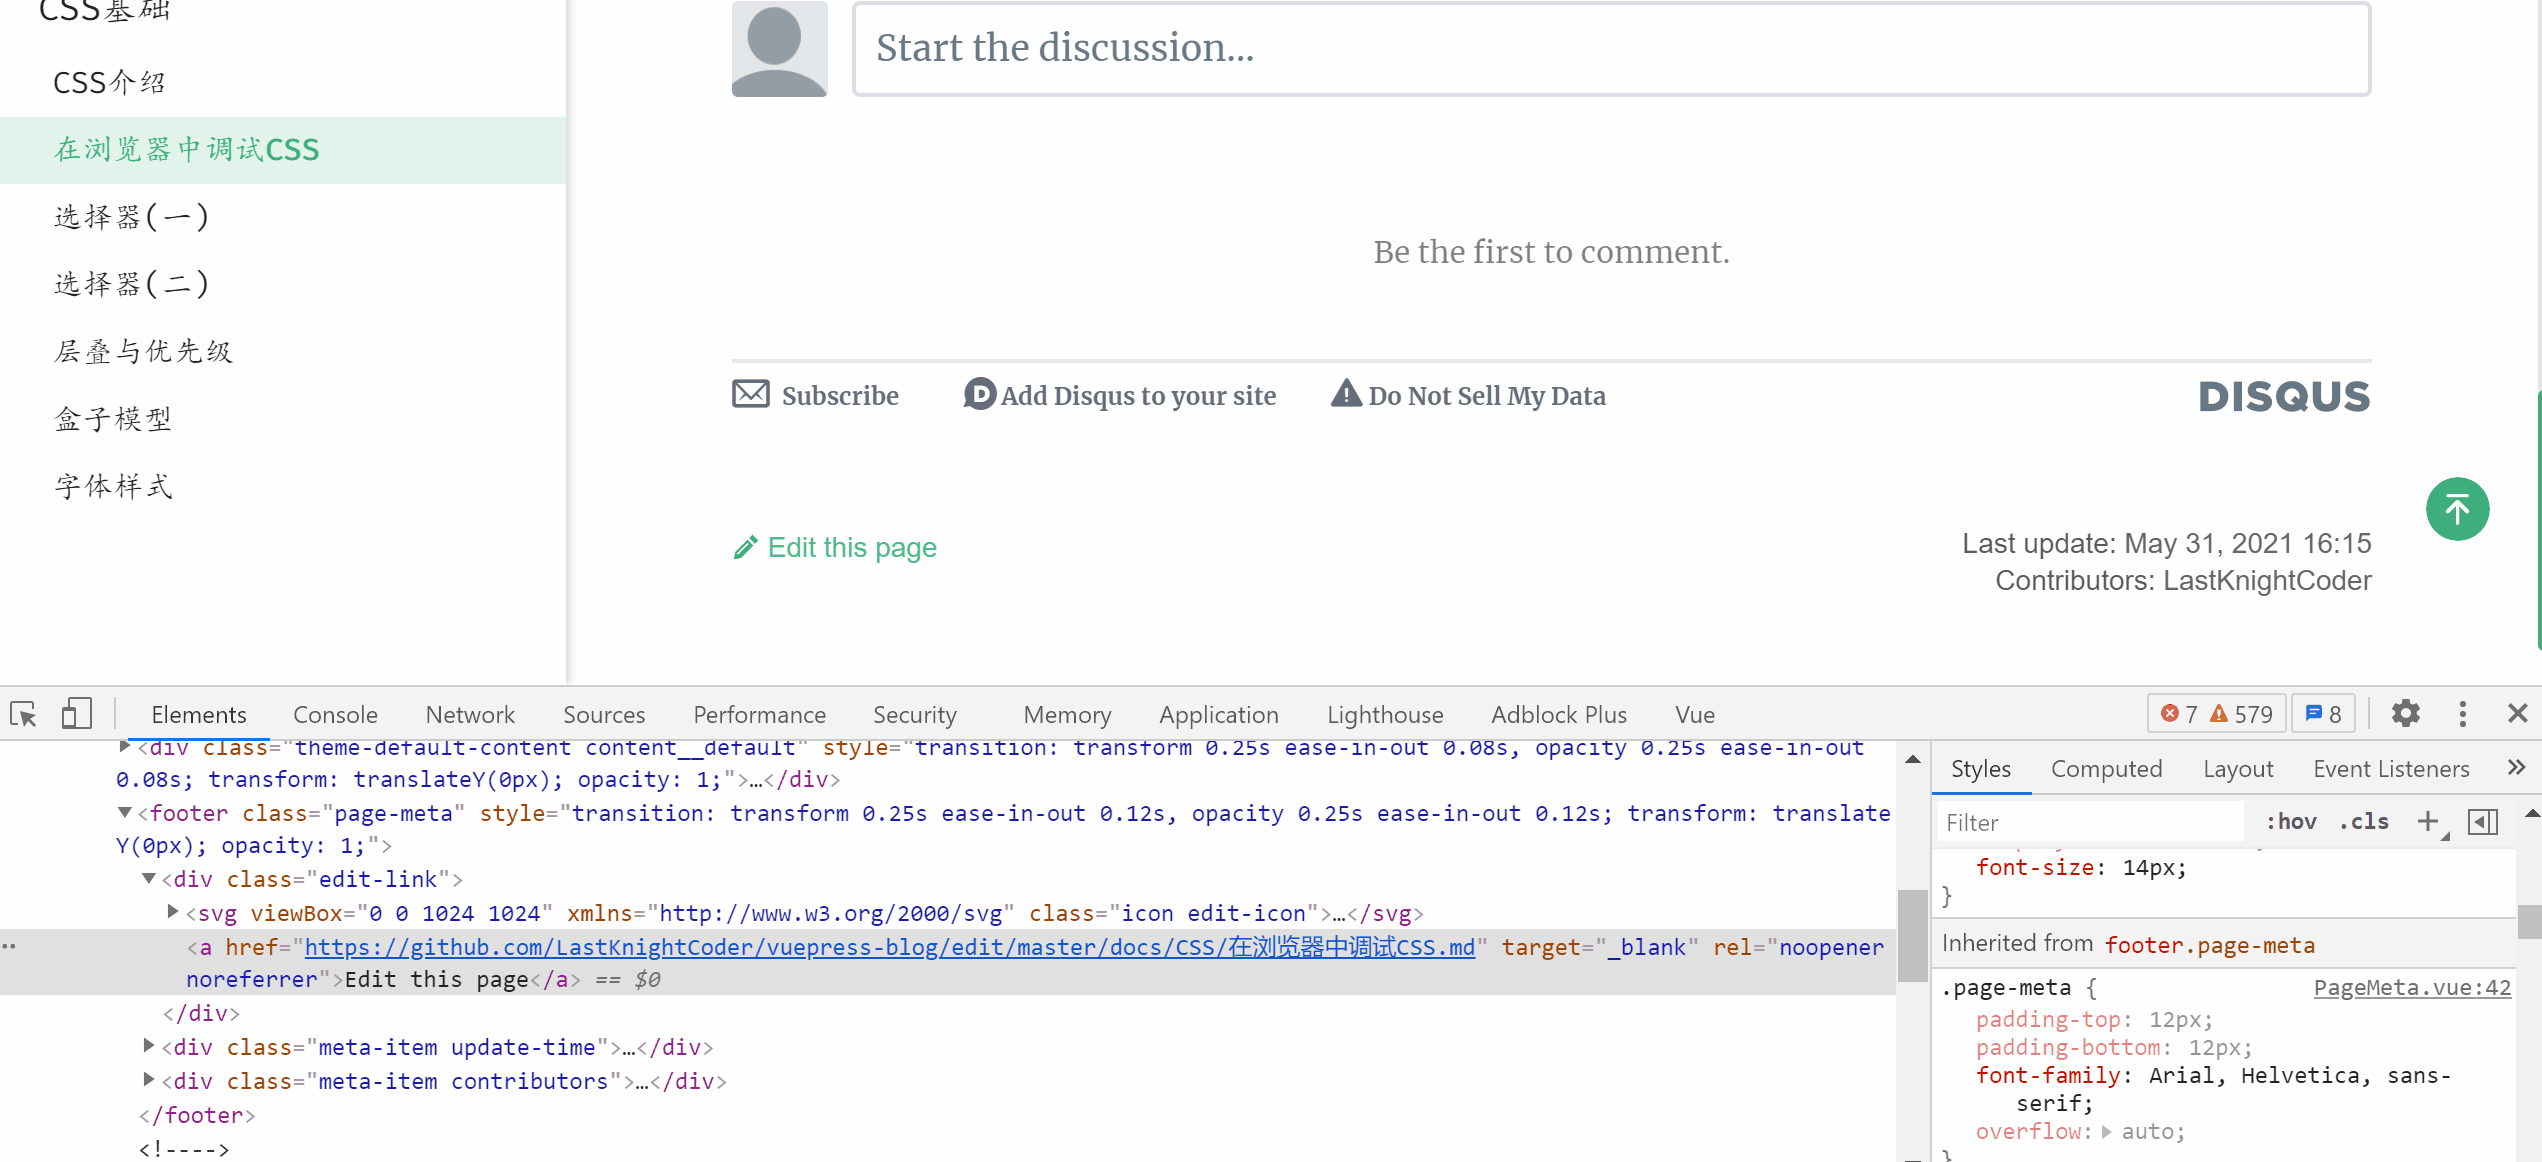 CSS基础
CSS介绍
在浏览器中调试CSS
选择器(一)
选择器(二)
层叠与优先级
盒子模型
字体样式
Start the discussion...
Be the first to comment.
Subscribe
Add Disqus to your site
Do Not Sell My Data
DISQUS
Edit this page
Last update: May 31, 2021 16:15
Contributors: LastKnightCoder
Elements Console Network Sources Performance Security Memory Application Lighthouse Adblock Plus Vue 7 579 8
<div class="theme-default-content content__default" style="transition: transform 0.25s ease-in-out 0.08s, opacity 0.25s ease-in-out
0.08s; transform: translateY(0px); opacity: 1;">…</div>
<footer class="page-meta" style="transition: transform 0.25s ease-in-out 0.12s, opacity 0.25s ease-in-out 0.12s; transform: translate
Y(0px); opacity: 1;">
<div class="edit-link">
<svg viewBox="0 0 1024 1024" xmlns="http://www.w3.org/2000/svg" class="icon edit-icon">…</svg>
<a href="https://github.com/LastKnightCoder/vuepress-blog/edit/master/docs/CSS/在浏览器中调试CSS.md" target="_blank" rel="noopener
noreferrer">Edit this page</a> == $0
</div>
<div class="meta-item update-time">…</div>
<div class="meta-item contributors">…</div>
</footer>
<!---->
Styles Computed Layout Event Listeners
Filter :hov .cls
font-size: 14px;
}
Inherited from footer.page-meta
.page-meta { PageMeta.vue:42
padding-top: 12px;
padding-bottom: 12px;
font-family: Arial, Helvetica, sans-
serif;
overflow: auto;
}